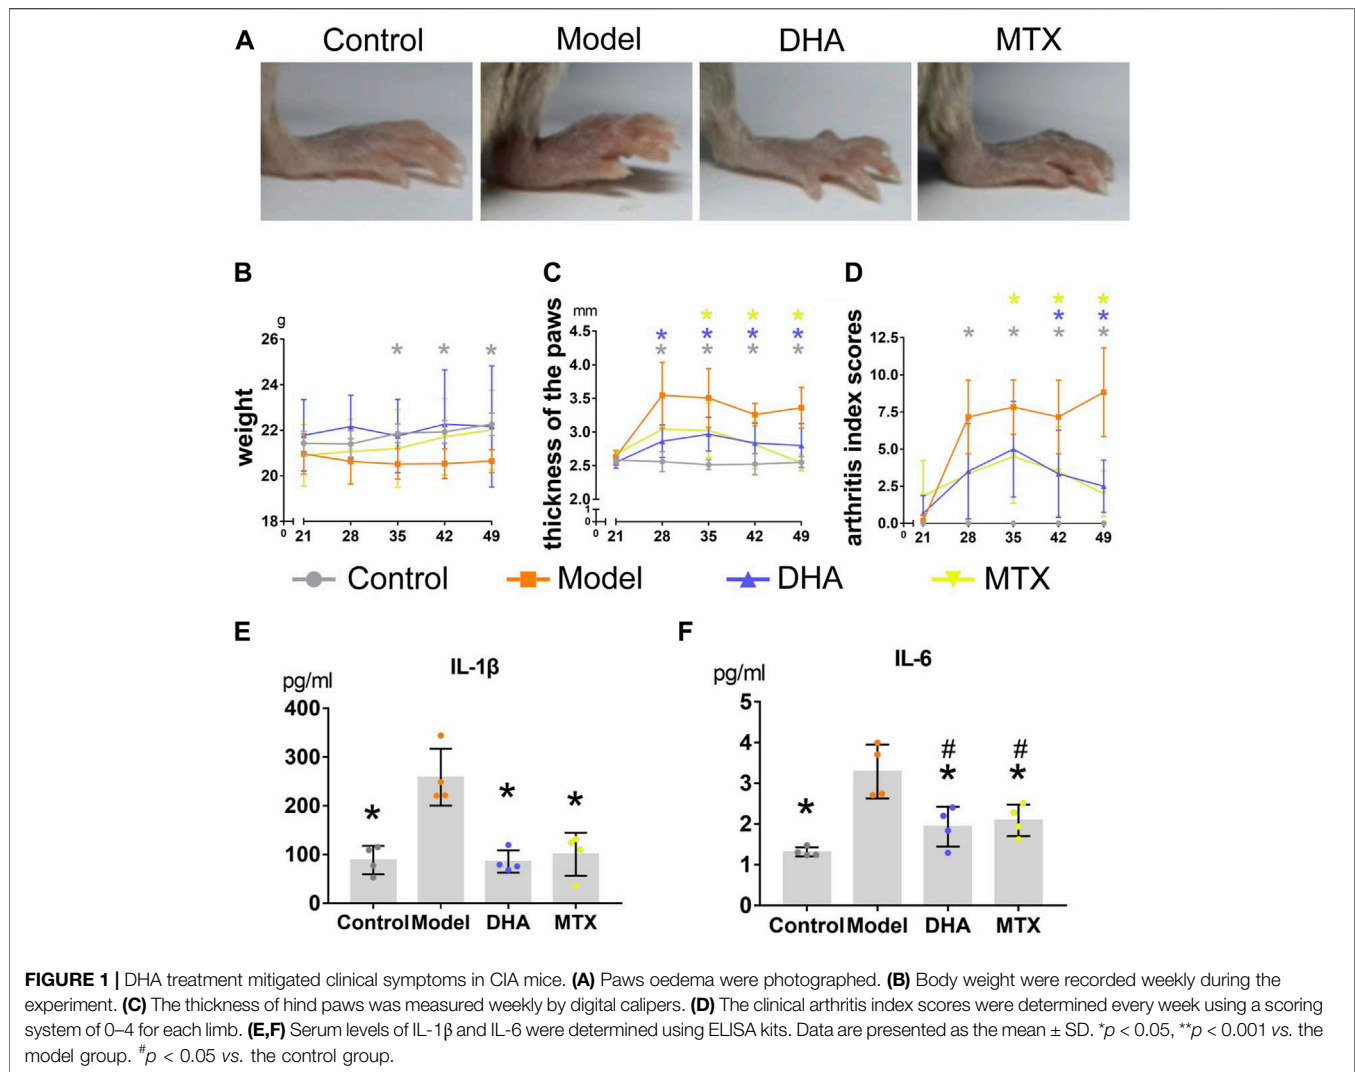 A Control Model DHA MTX
B C D
g
weight
26
24
22
20
18
0
21 28 35 42 49
* * *
mm
thickness of the paws
4.5
4.0
3.5
3.0
2.5
2.0
1
0
21 28 35 42 49
* * *
* * * *
* * * *
arthritis index scores
12.5
10.0
7.5
5.0
2.5
0.0
0
21 28 35 42 49
* * *
* *
* * * *
Control Model DHA MTX
E
IL-1β
pg/ml
400
300
200
100
0
* * *
Control Model DHA MTX
F
IL-6
pg/ml
5
4
3
2
1
0
# #
* * *
Control Model DHA MTX
FIGURE 1 | DHA treatment mitigated clinical symptoms in CIA mice. (A) Paws oedema were photographed. (B) Body weight were recorded weekly during the
experiment. (C) The thickness of hind paws was measured weekly by digital calipers. (D) The clinical arthritis index scores were determined every week using a scoring
system of 0–4 for each limb. (E,F) Serum levels of IL-1β and IL-6 were determined using ELISA kits. Data are presented as the mean ± SD. *p < 0.05, **p < 0.001 vs. the
model group. #p < 0.05 vs. the control group.